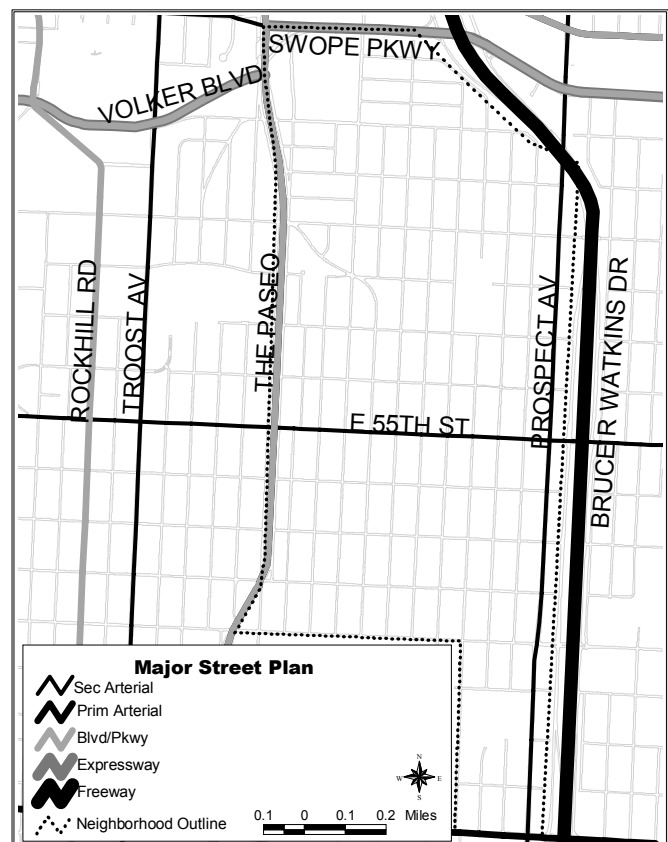 SWOPE PKWY
VOLKER BLVD
ROCKHILL RD
TROOST AV
THE PASEO
PROSPECT AV
BRUCE R WATKINS DR
E 55TH ST
Major Street Plan
Sec Arterial
Prim Arterial
Blvd/Pkwy
Expressway
Freeway
Neighborhood Outline
N
W E
S
0.1 0 0.1 0.2 Miles